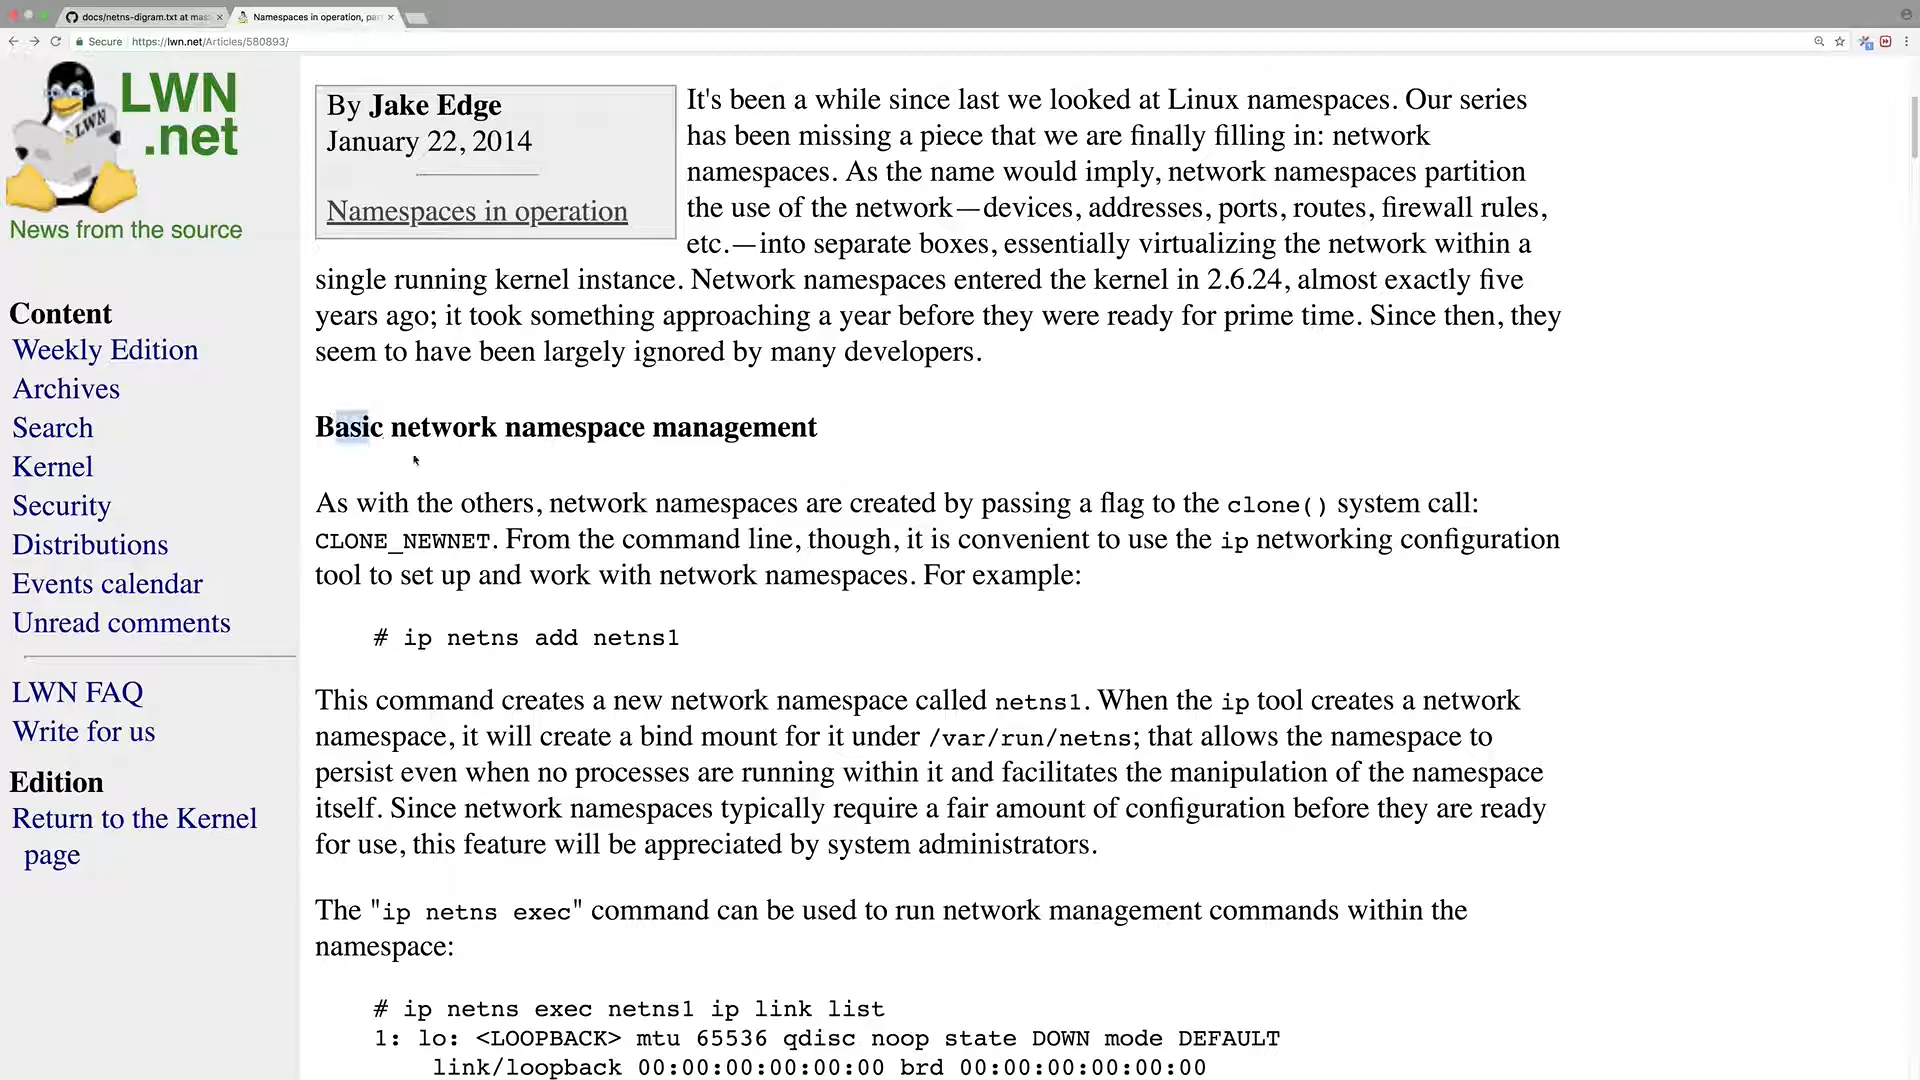 docs/netns-digram.txt at mas
Namespaces in operation, par
Secure
https://lwn.net/Articles/580893/
LWN
LWN
.net
News from the source
Content
Weekly Edition
Archives
Search
Kernel
Security
Distributions
Events calendar
Unread comments
LWN FAQ
Write for us
Edition
Return to the Kernel
page
By Jake Edge
January 22, 2014
Namespaces in operation
It's been a while since last we looked at Linux namespaces. Our series
has been missing a piece that we are finally filling in: network
namespaces. As the name would imply, network namespaces partition
the use of the network—devices, addresses, ports, routes, firewall rules,
etc.—into separate boxes, essentially virtualizing the network within a
single running kernel instance. Network namespaces entered the kernel in 2.6.24, almost exactly five
years ago; it took something approaching a year before they were ready for prime time. Since then, they
seem to have been largely ignored by many developers.
Basic network namespace management
As with the others, network namespaces are created by passing a flag to the clone() system call:
CLONE_NEWNET. From the command line, though, it is convenient to use the ip networking configuration
tool to set up and work with network namespaces. For example:
# ip netns add netns1
This command creates a new network namespace called netns1. When the ip tool creates a network
namespace, it will create a bind mount for it under /var/run/netns; that allows the namespace to
persist even when no processes are running within it and facilitates the manipulation of the namespace
itself. Since network namespaces typically require a fair amount of configuration before they are ready
for use, this feature will be appreciated by system administrators.
The "ip netns exec" command can be used to run network management commands within the
namespace:
# ip netns exec netns1 ip link list
1: lo: <LOOPBACK> mtu 65536 qdisc noop state DOWN mode DEFAULT
link/loopback 00:00:00:00:00:00 brd 00:00:00:00:00:00